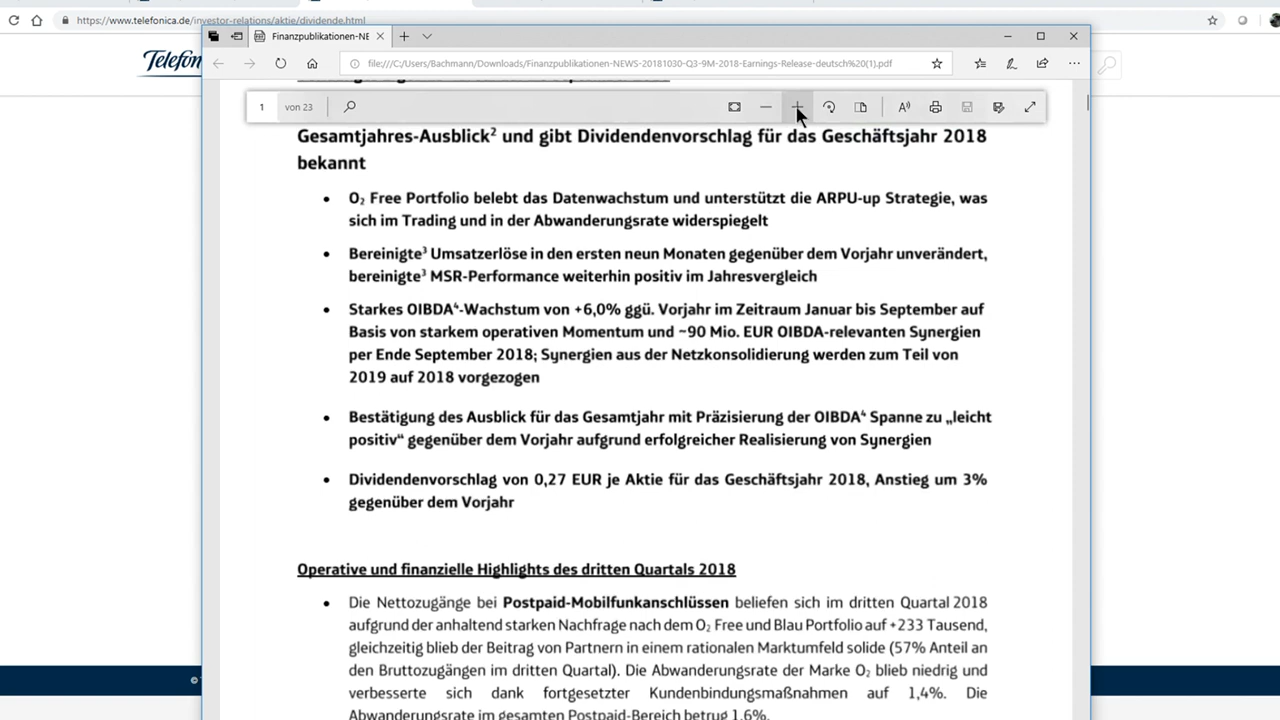 https://www.telefonica.de/investor-relations/aktie/dividende.html
Finanzpublikationen-NE
file:///C:/Users/Bachmann/Downloads/Finanzpublikationen-NEWS-20181030-Q3-9M-2018-Earnings-Release-deutsch%20(1).pdf
1 von 23
Gesamtjahres-Ausblick² und gibt Dividendenvorschlag für das Geschäftsjahr 2018
bekannt
• O₂ Free Portfolio belebt das Datenwachstum und unterstützt die ARPU-up Strategie, was
sich im Trading und in der Abwanderungsrate widerspiegelt
• Bereinigte³ Umsatzerlöse in den ersten neun Monaten gegenüber dem Vorjahr unverändert,
bereinigte³ MSR-Performance weiterhin positiv im Jahresvergleich
• Starkes OIBDA⁴-Wachstum von +6,0% ggü. Vorjahr im Zeitraum Januar bis September auf
Basis von starkem operativen Momentum und ~90 Mio. EUR OIBDA-relevanten Synergien
per Ende September 2018; Synergien aus der Netzkonsolidierung werden zum Teil von
2019 auf 2018 vorgezogen
• Bestätigung des Ausblick für das Gesamtjahr mit Präzisierung der OIBDA⁴ Spanne zu „leicht
positiv“ gegenüber dem Vorjahr aufgrund erfolgreicher Realisierung von Synergien
• Dividendenvorschlag von 0,27 EUR je Aktie für das Geschäftsjahr 2018, Anstieg um 3%
gegenüber dem Vorjahr
Operative und finanzielle Highlights des dritten Quartals 2018
• Die Nettozugänge bei Postpaid-Mobilfunkanschlüssen beliefen sich im dritten Quartal 2018
aufgrund der anhaltend starken Nachfrage nach dem O₂ Free und Blau Portfolio auf +233 Tausend,
gleichzeitig blieb der Beitrag von Partnern in einem rationalen Marktumfeld solide (57% Anteil an
den Bruttozugängen im dritten Quartal). Die Abwanderungsrate der Marke O₂ blieb niedrig und
verbesserte sich dank fortgesetzter Kundenbindungsmaßnahmen auf 1,4%. Die
Abwanderungsrate im gesamten Postpaid-Bereich betrug 1,6%.